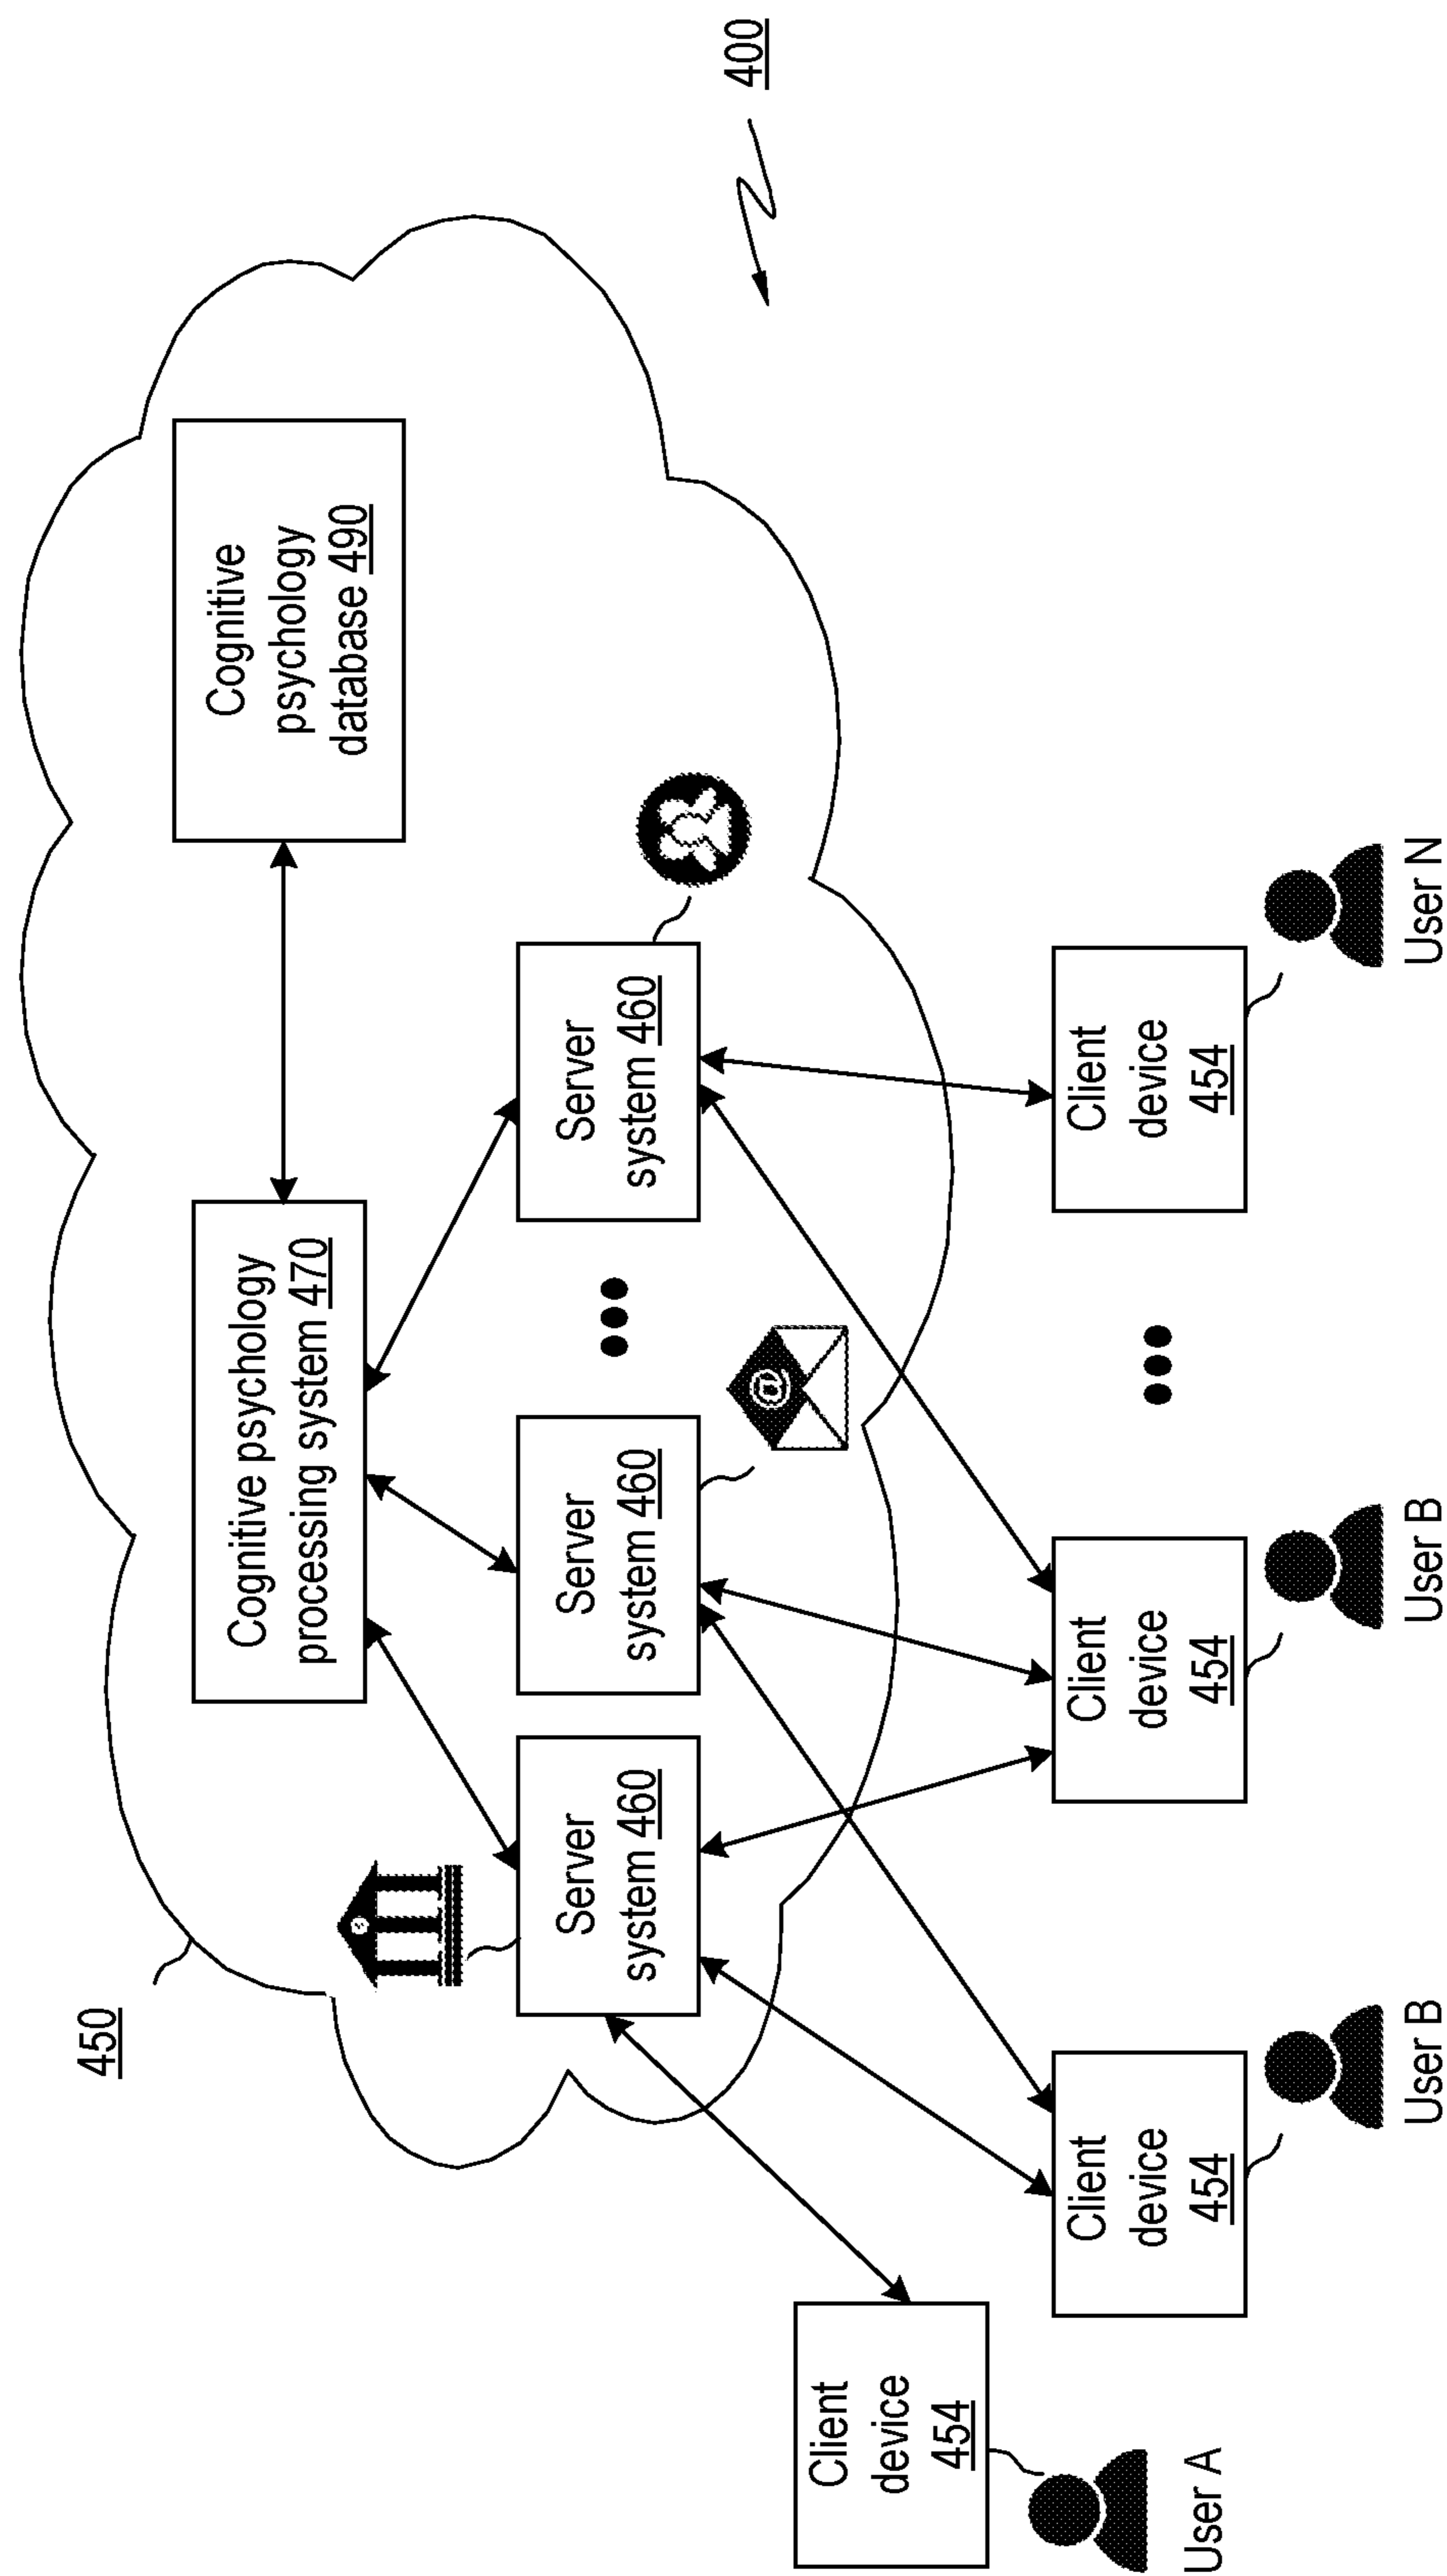 400
450
Cognitive psychology
processing system 470
Cognitive
psychology
database 490
Server
system 460
@
Server
system 460
Server
system 460
Client
device
454
User A
Client
device
454
User B
Client
device
454
User B
Client
device
454
User N